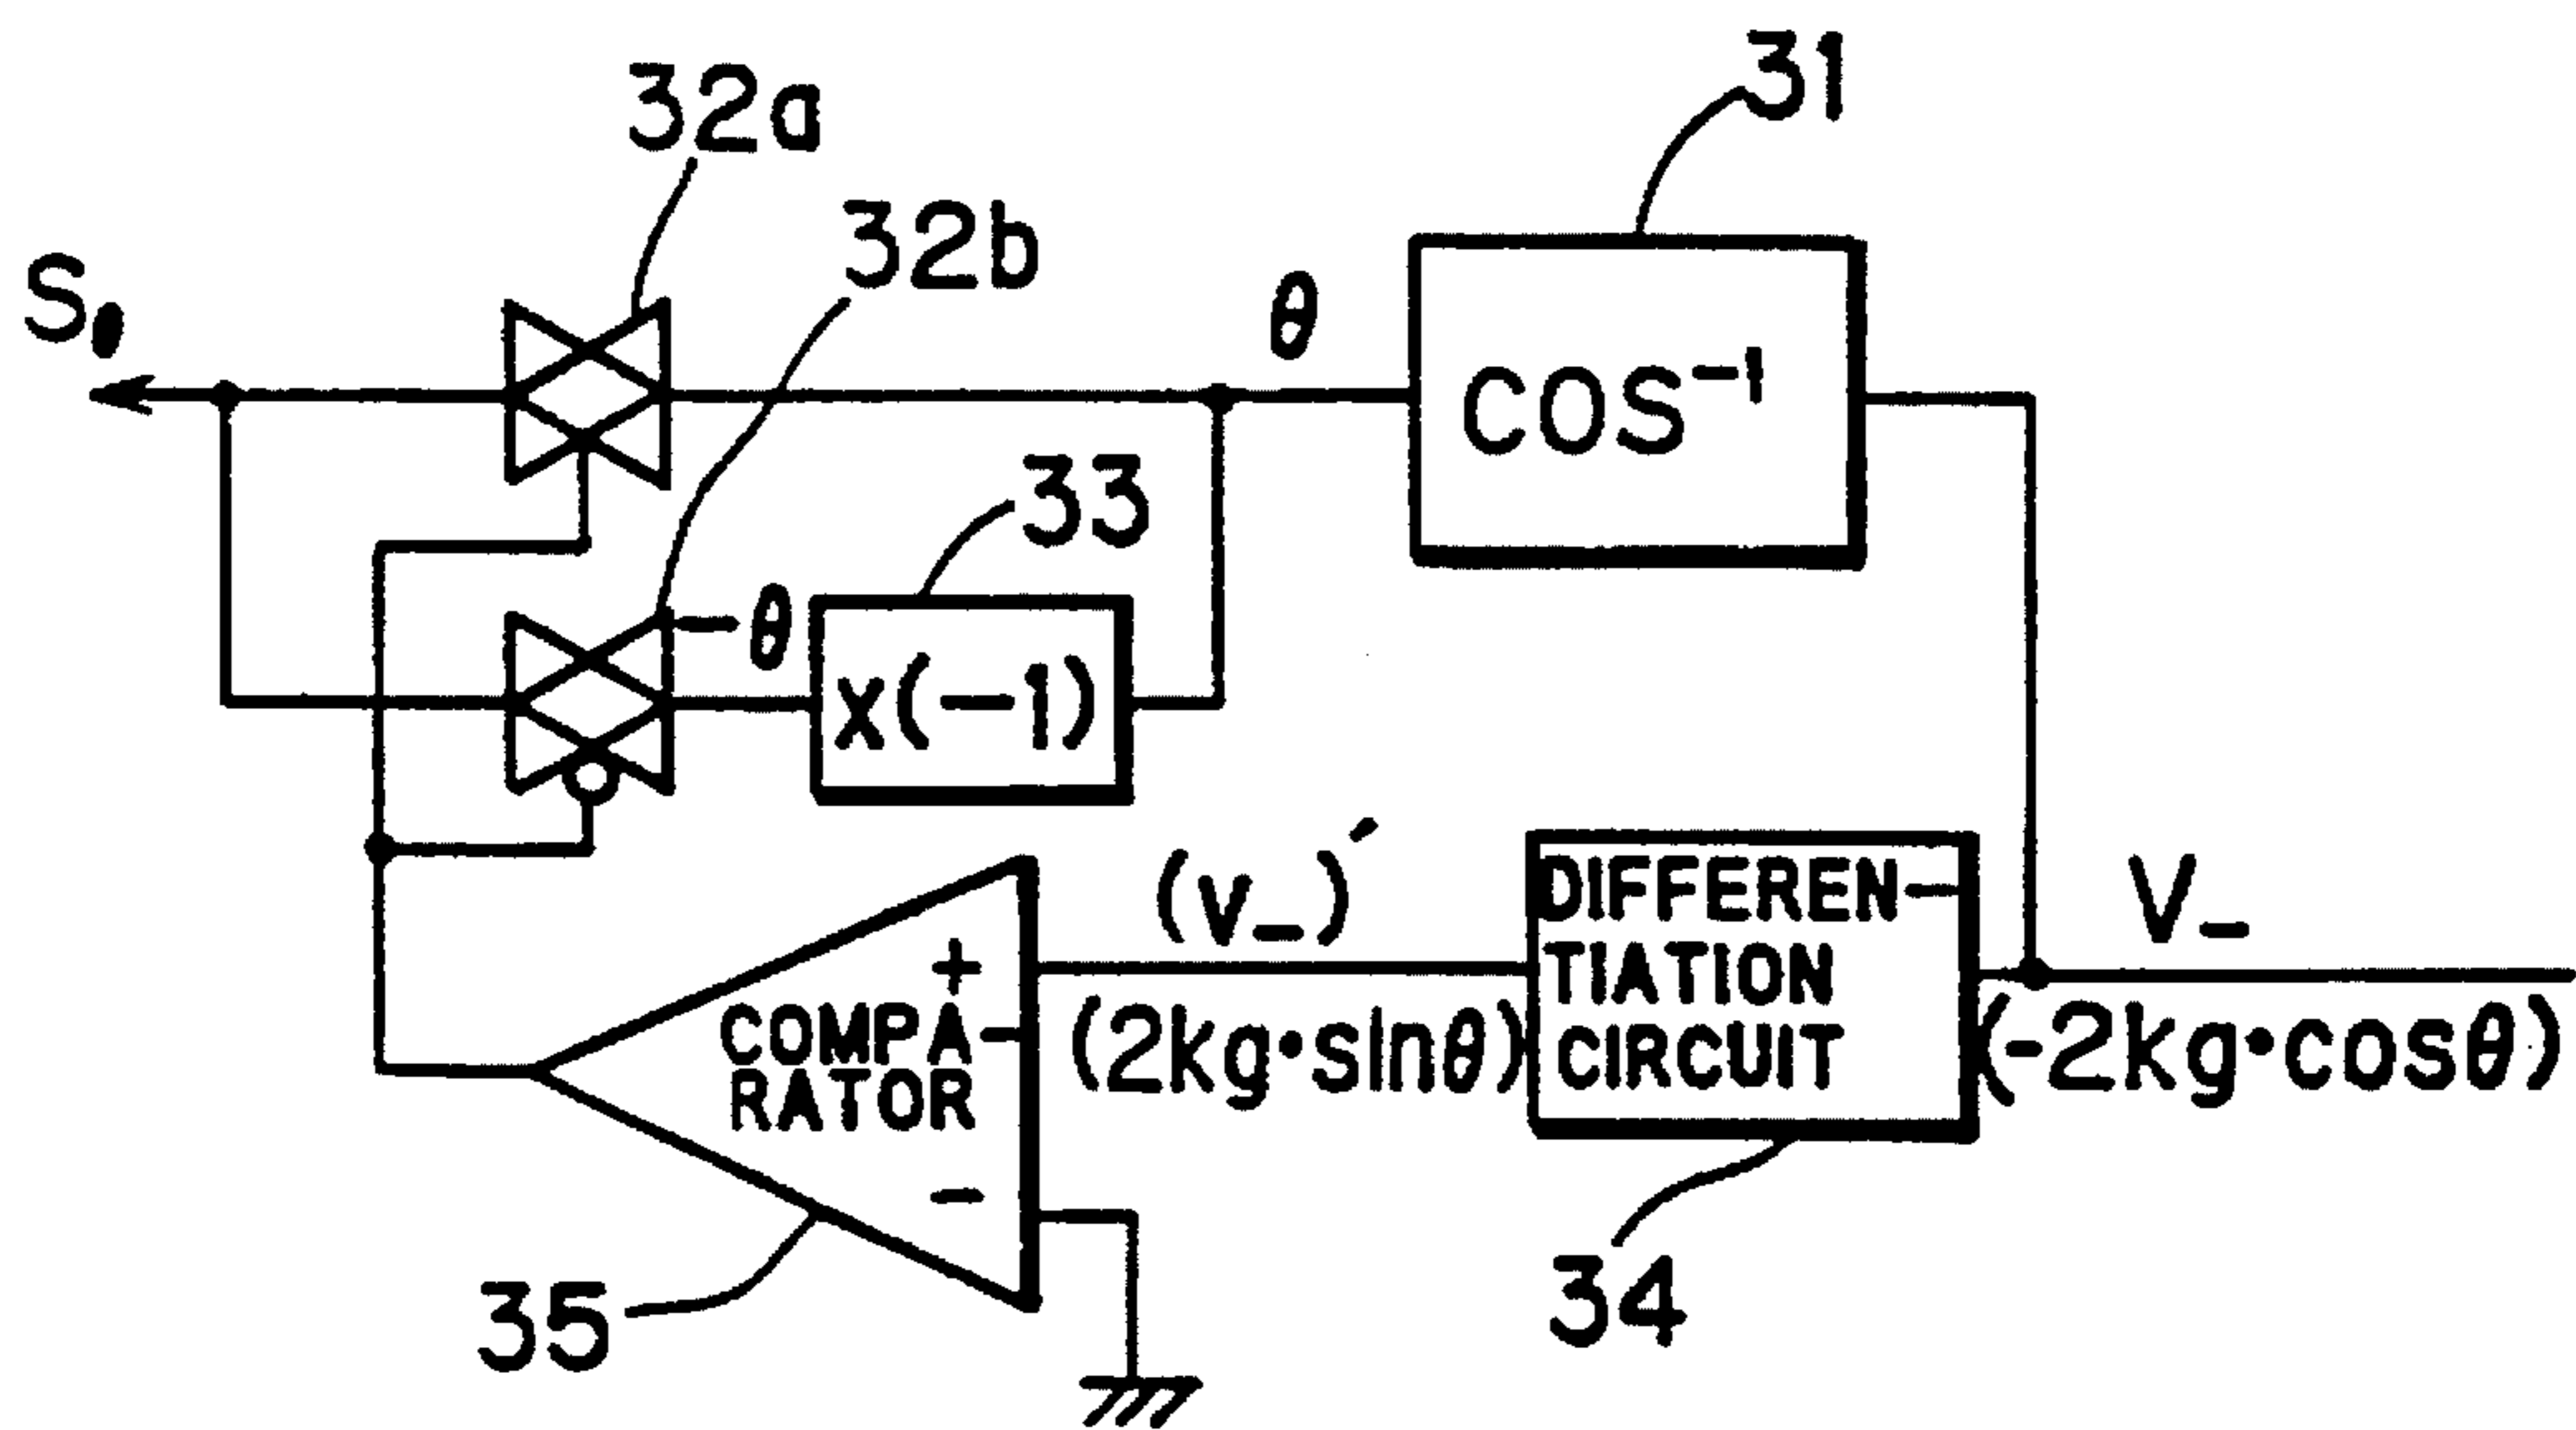 31
32a
32b
S
θ
COS⁻¹
33
-θ
x(-1)
(V_)′
DIFFEREN-
TIATION
CIRCUIT
V_
+
COMPA-
RATOR
-
(2kg·sinθ)
(-2kg·cosθ)
35
34